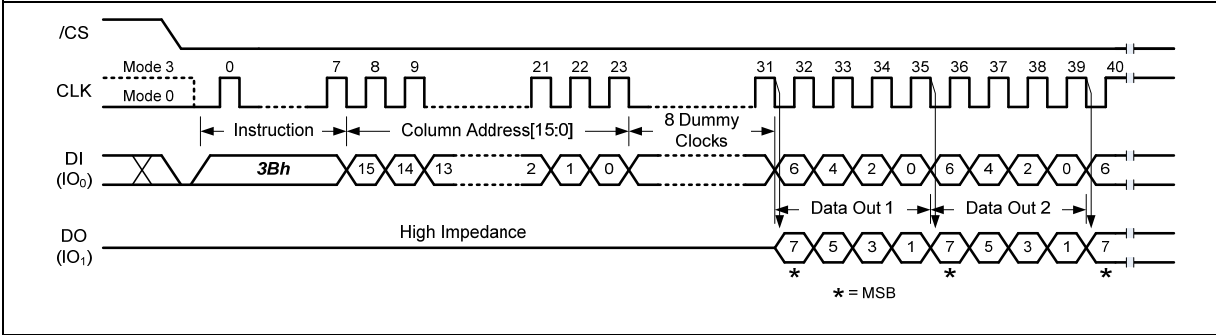 /CS
Mode 3 0 7 8 9 21 22 23 31 32 33 34 35 36 37 38 39 40
CLK
Mode 0
Instruction Column Address[15:0] 8 Dummy Clocks
DI (IO0) 3Bh 15 14 13 2 1 0 6 4 2 0 6 4 2 0 6
Data Out 1 Data Out 2
DO (IO1) High Impedance 7 5 3 1 7 5 3 1 7
* * *
* = MSB